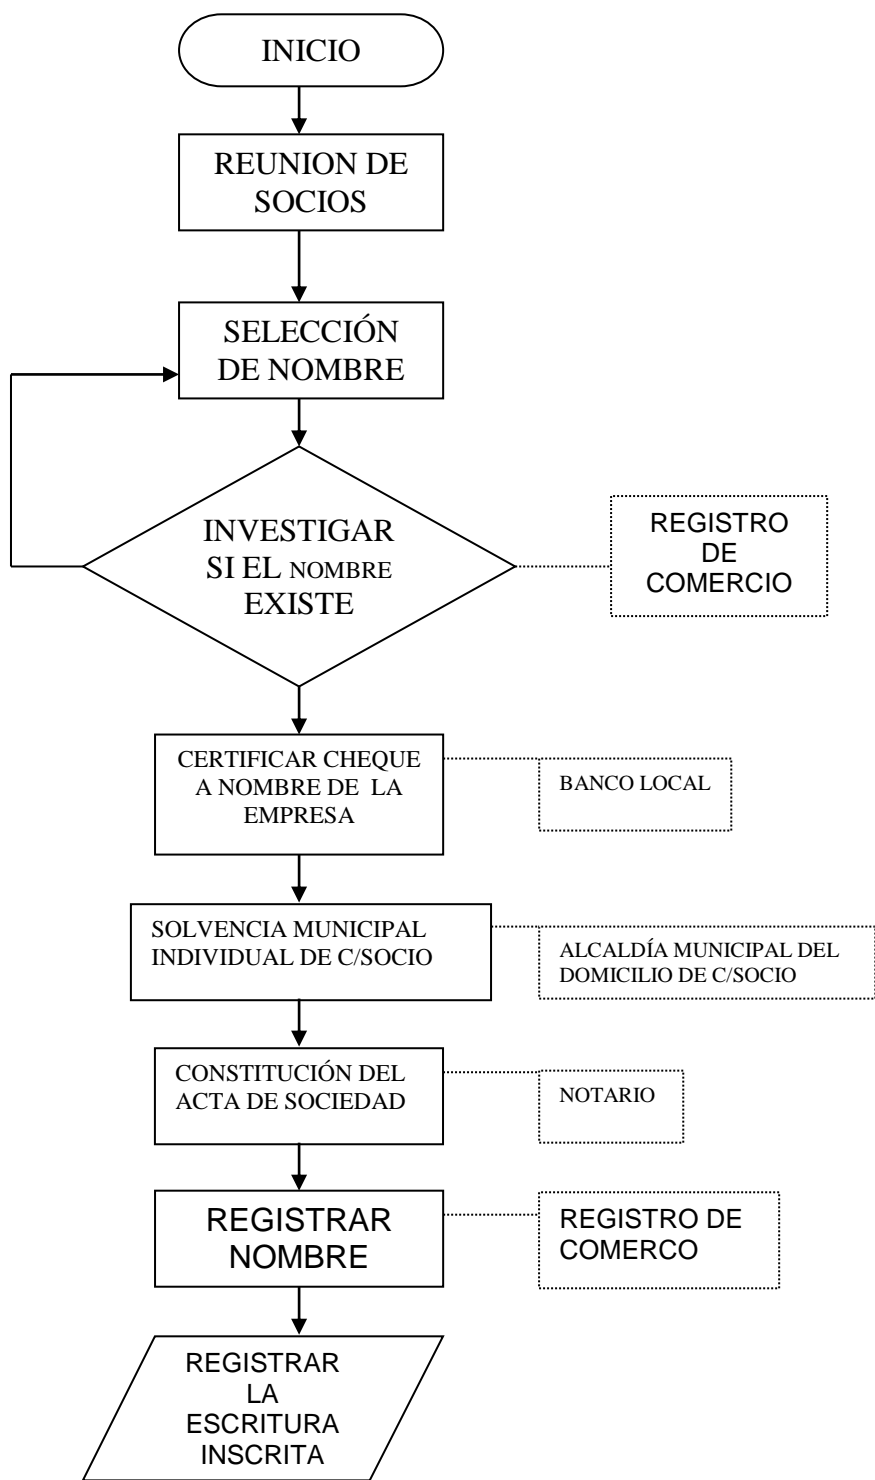 INICIO
REUNION DE
SOCIOS
SELECCIÓN
DE NOMBRE
INVESTIGAR
SI EL NOMBRE
EXISTE
REGISTRO
DE
COMERCIO
CERTIFICAR CHEQUE
A NOMBRE DE LA
EMPRESA
BANCO LOCAL
SOLVENCIA MUNICIPAL
INDIVIDUAL DE C/SOCIO
ALCALDÍA MUNICIPAL DEL
DOMICILIO DE C/SOCIO
CONSTITUCIÓN DEL
ACTA DE SOCIEDAD
NOTARIO
REGISTRAR
NOMBRE
REGISTRO DE
COMERCO
REGISTRAR
LA
ESCRITURA
INSCRITA